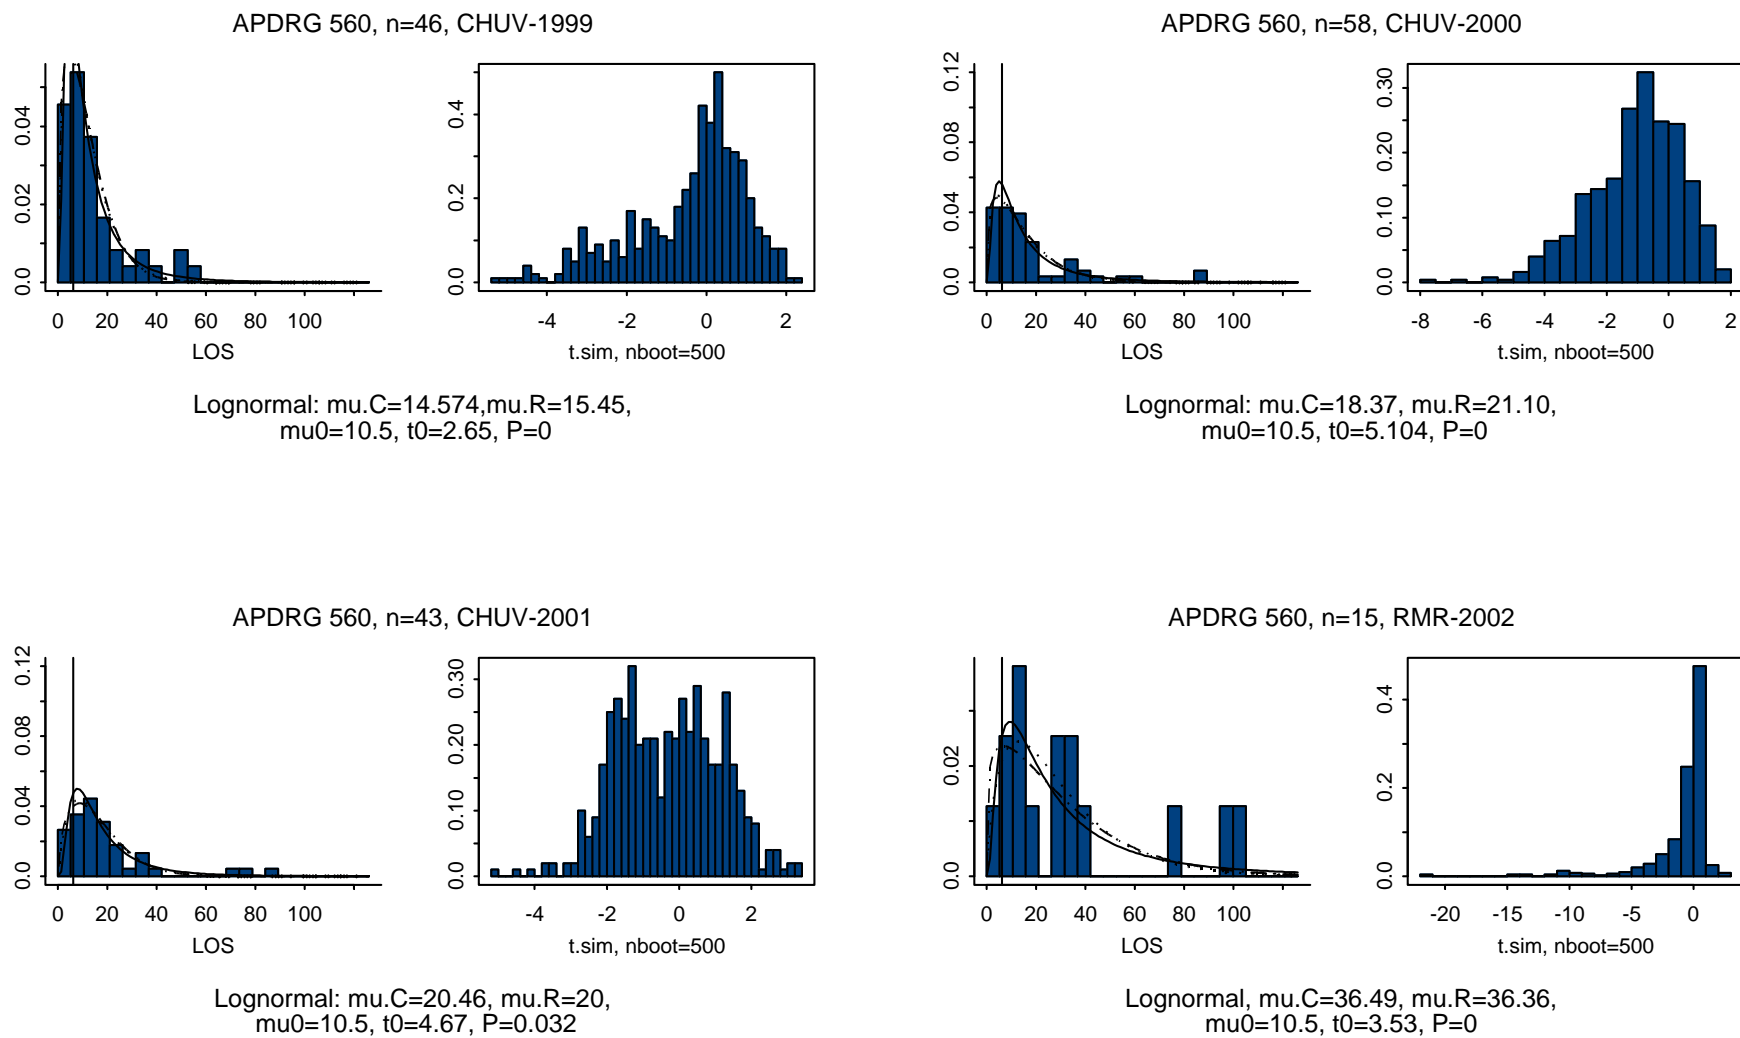 APDRG 560, n=46, CHUV-1999
0.0 0.02 0.04
0 20 40 60 80 100
LOS
0.0 0.2 0.4
-4 -2 0 2
t.sim, nboot=500
Lognormal: mu.C=14.574,mu.R=15.45,
mu0=10.5, t0=2.65, P=0
APDRG 560, n=58, CHUV-2000
0.0 0.04 0.08 0.12
0 20 40 60 80 100
LOS
0.0 0.10 0.20 0.30
-8 -6 -4 -2 0 2
t.sim, nboot=500
Lognormal: mu.C=18.37, mu.R=21.10,
mu0=10.5, t0=5.104, P=0
APDRG 560, n=43, CHUV-2001
0.0 0.04 0.08 0.12
0 20 40 60 80 100
LOS
0.0 0.10 0.20 0.30
-4 -2 0 2
t.sim, nboot=500
Lognormal: mu.C=20.46, mu.R=20,
mu0=10.5, t0=4.67, P=0.032
APDRG 560, n=15, RMR-2002
0.0 0.02
0 20 40 60 80 100
LOS
0.0 0.2 0.4
-20 -15 -10 -5 0
t.sim, nboot=500
Lognormal, mu.C=36.49, mu.R=36.36,
mu0=10.5, t0=3.53, P=0